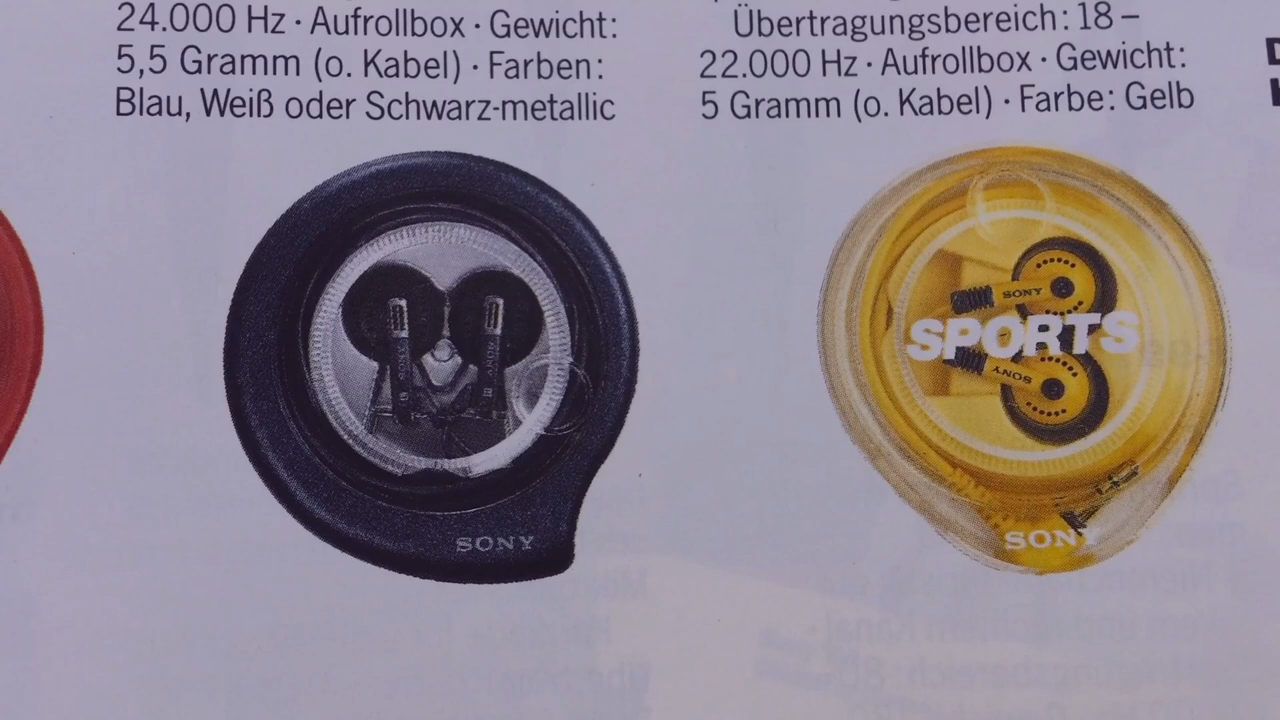 24.000 Hz · Aufrollbox · Gewicht:
5,5 Gramm (o. Kabel) · Farben:
Blau, Weiß oder Schwarz-metallic
Übertragungsbereich: 18 –
22.000 Hz · Aufrollbox · Gewicht:
5 Gramm (o. Kabel) · Farbe: Gelb
SONY
SONY
SONY
SONY
SPORTS
SONY
SONY